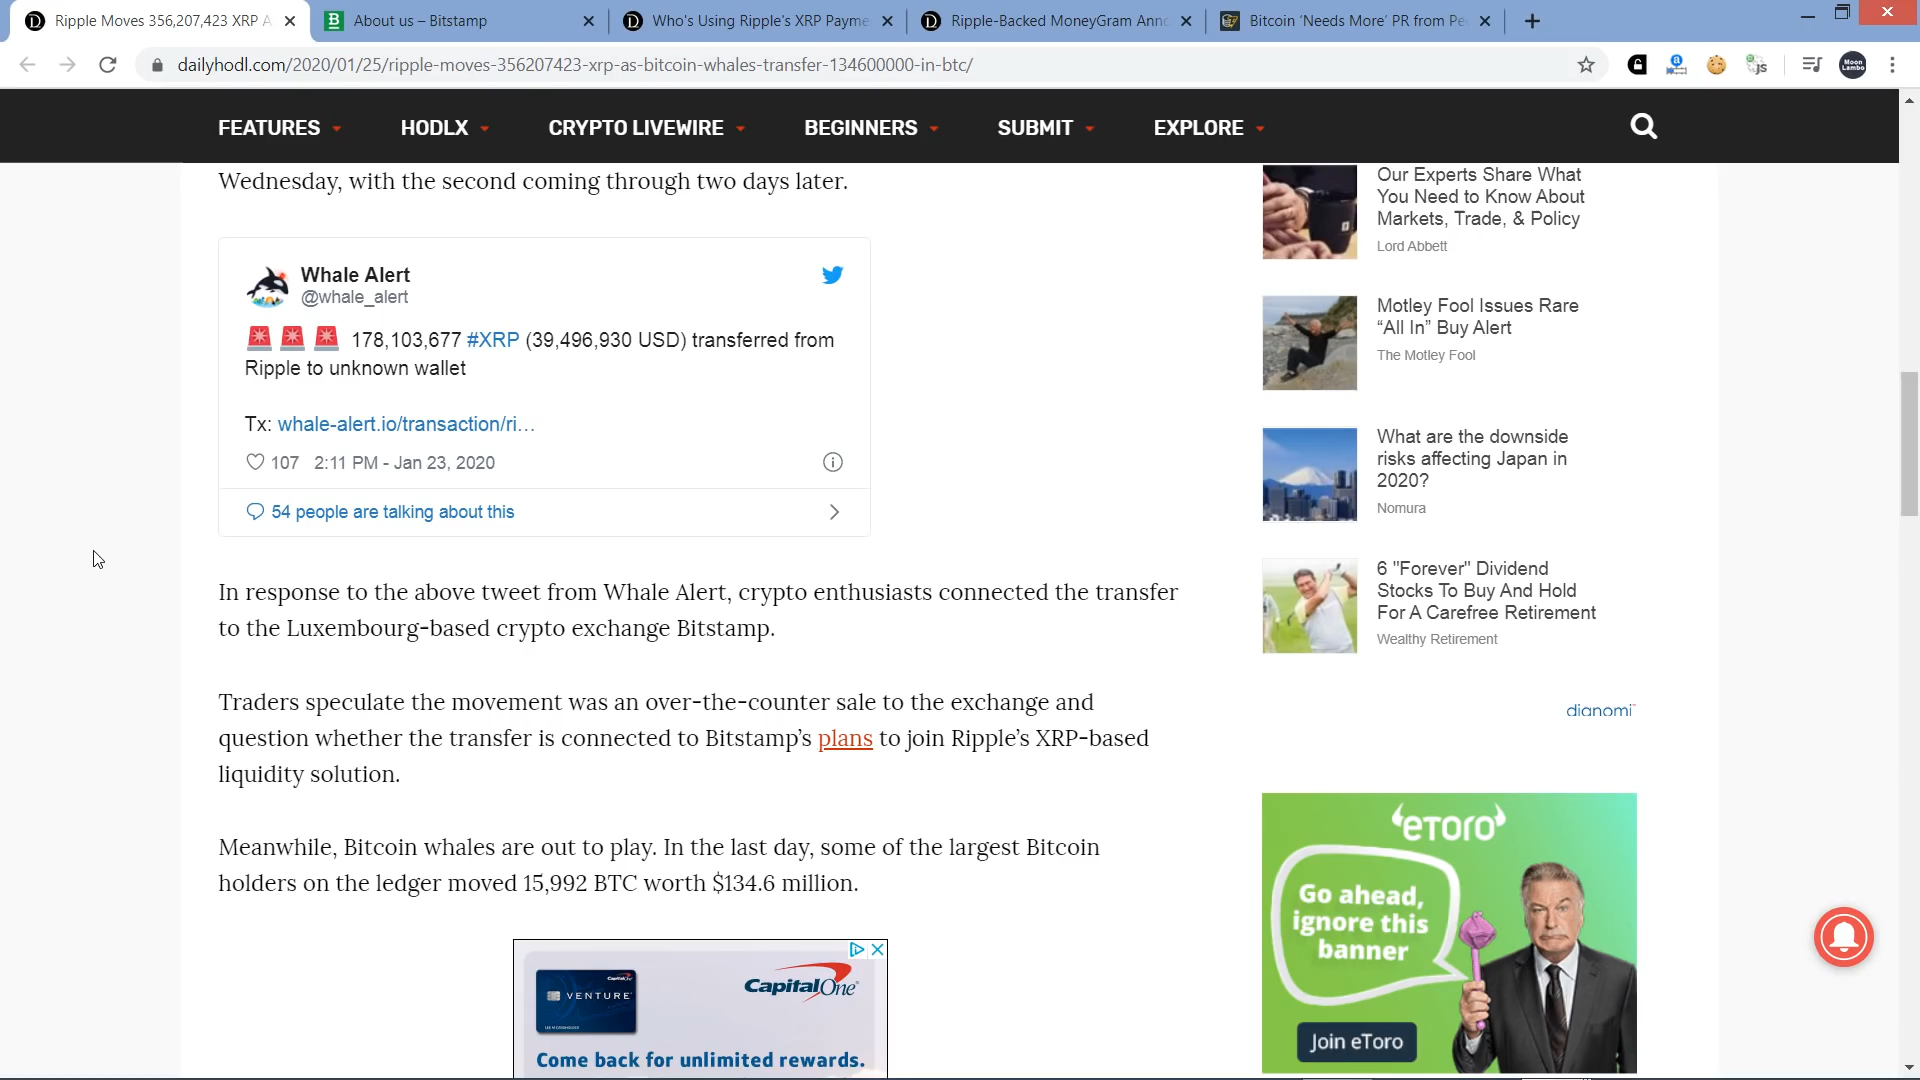 Ripple Moves 356,207,423 XRP A
About us – Bitstamp
Who's Using Ripple's XRP Payme
Ripple-Backed MoneyGram Anno
Bitcoin 'Needs More' PR from Pe
dailyhodl.com/2020/01/25/ripple-moves-356207423-xrp-as-bitcoin-whales-transfer-134600000-in-btc/
FEATURES
HODLX
CRYPTO LIVEWIRE
BEGINNERS
SUBMIT
EXPLORE
Wednesday, with the second coming through two days later.
Whale Alert
@whale_alert
🚨 🚨 🚨 178,103,677 #XRP (39,496,930 USD) transferred from
Ripple to unknown wallet
Tx: whale-alert.io/transaction/ri…
107 2:11 PM - Jan 23, 2020
54 people are talking about this
In response to the above tweet from Whale Alert, crypto enthusiasts connected the transfer
to the Luxembourg-based crypto exchange Bitstamp.
Traders speculate the movement was an over-the-counter sale to the exchange and
question whether the transfer is connected to Bitstamp's plans to join Ripple's XRP-based
liquidity solution.
Meanwhile, Bitcoin whales are out to play. In the last day, some of the largest Bitcoin
holders on the ledger moved 15,992 BTC worth $134.6 million.
CapitalOne
VENTURE
Come back for unlimited rewards.
Our Experts Share What
You Need to Know About
Markets, Trade, & Policy
Lord Abbett
Motley Fool Issues Rare
“All In” Buy Alert
The Motley Fool
What are the downside
risks affecting Japan in
2020?
Nomura
6 "Forever" Dividend
Stocks To Buy And Hold
For A Carefree Retirement
Wealthy Retirement
dianomi
eToro
Go ahead,
ignore this
banner
Join eToro